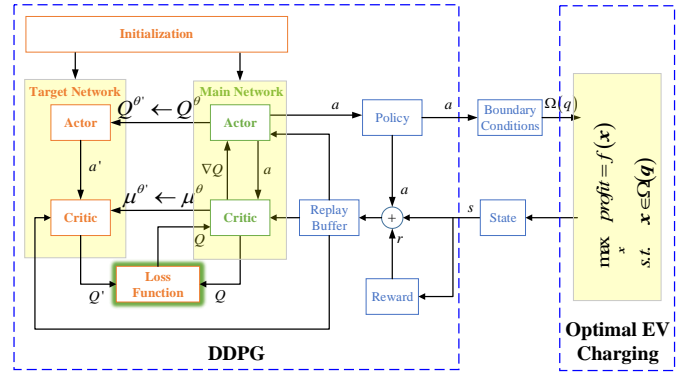 Initialization
Target Network
Main Network
Q^{θ'} ← Q^{θ}
Actor
Actor
a
Policy
a
Boundary
Conditions
Ω(q)
a'
∇Q
a
a
μ^{θ'} ← μ^{θ}
Critic
Critic
Replay
Buffer
+
s
State
Q
r
Q'
Loss
Function
Q
Reward
max profit = f(x)
x
s.t. x∈Ω(q)
DDPG
Optimal EV
Charging